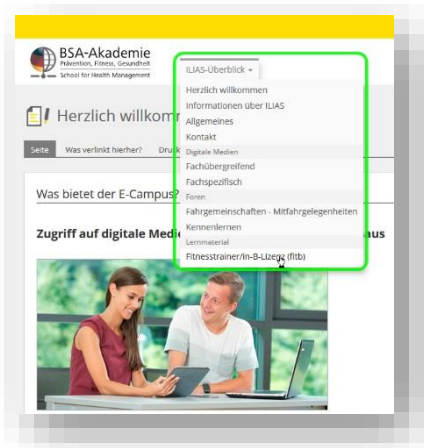 BSA-Akademie
Prävention, Fitness, Gesundheit
School for Health Management
ILIAS-Überblick
Herzlich willkommen
Informationen über ILIAS
Allgemeines
Kontakt
Digitale Medien
Fachübergreifend
Fachspezifisch
Foren
Fahrgemeinschaften - Mitfahrgelegenheiten
Kennenlernen
Lernmaterial
Fitnesstrainer/in-B-Lizenz (fitb)
Herzlich willkom
Seite Was verlinkt hierher? Druck
Was bietet der E-Campus?
Zugriff auf digitale Medi aus